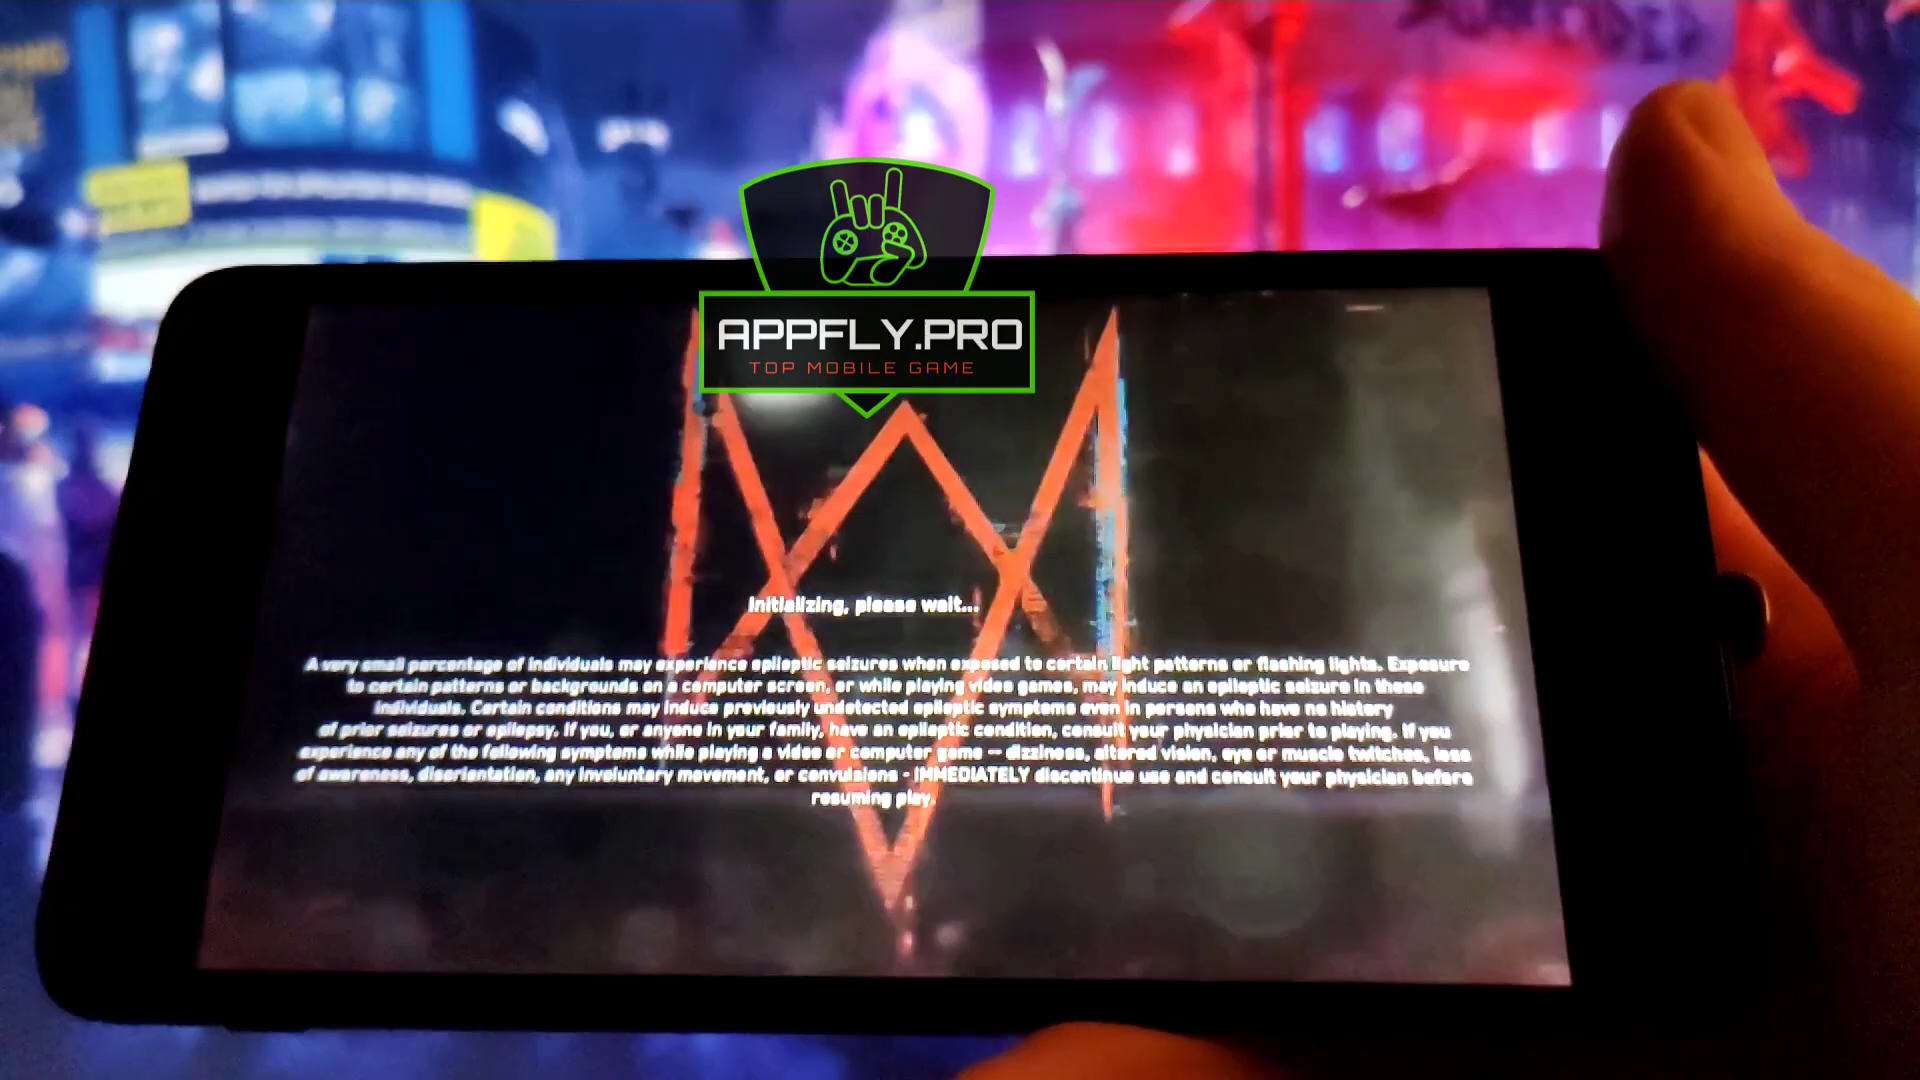 APPFLY.PRO
TOP MOBILE GAME
Initializing, please wait...
A very small percentage of individuals may experience epileptic seizures when exposed to certain light patterns or flashing lights. Exposure
to certain patterns or backgrounds on a computer screen, or while playing video games, may induce an epileptic seizure in these
individuals. Certain conditions may induce previously undetected epileptic symptoms even in persons who have no history
of prior seizures or epilepsy. If you, or anyone in your family, have an epileptic condition, consult your physician prior to playing. If you
experience any of the following symptoms while playing a video or computer game -- dizziness, altered vision, eye or muscle twitches, loss
of awareness, disorientation, any involuntary movement, or convulsions - IMMEDIATELY discontinue use and consult your physician before
resuming play.